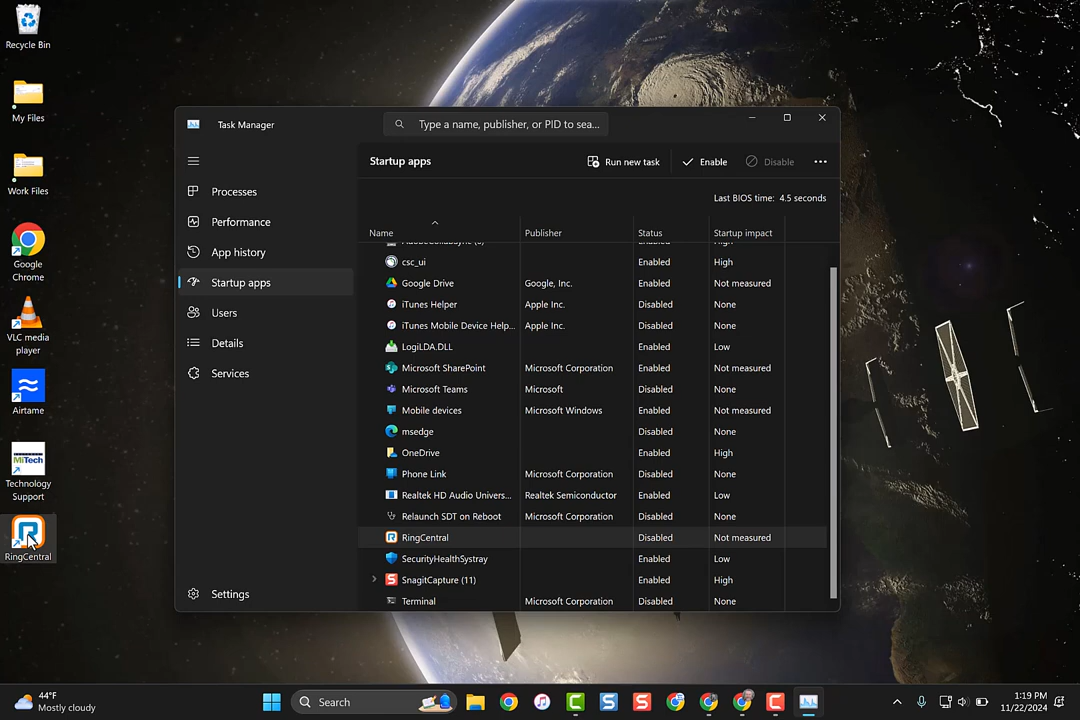 Recycle Bin
My Files
Work Files
Google
Chrome
VLC media
player
Airtame
MiTech
Technology
Support
RingCentral
Task Manager
Type a name, publisher, or PID to sea...
Processes
Performance
App history
Startup apps
Users
Details
Services
Settings
Startup apps
Run new task
Enable
Disable
Last BIOS time: 4.5 seconds
Name Publisher Status Startup impact
csc_ui Enabled High
Google Drive Google, Inc. Enabled Not measured
iTunes Helper Apple Inc. Disabled None
iTunes Mobile Device Help... Apple Inc. Disabled None
LogiLDA.DLL Enabled Low
Microsoft SharePoint Microsoft Corporation Enabled Not measured
Microsoft Teams Microsoft Disabled None
Mobile devices Microsoft Windows Enabled Not measured
msedge Disabled None
OneDrive Enabled High
Phone Link Microsoft Corporation Disabled None
Realtek HD Audio Univers... Realtek Semiconductor Enabled Low
Relaunch SDT on Reboot Microsoft Corporation Disabled None
RingCentral Disabled Not measured
SecurityHealthSystray Enabled Low
SnagitCapture (11) Enabled High
Terminal Microsoft Corporation Disabled None
44°F
Mostly cloudy
Search
1:19 PM
11/22/2024